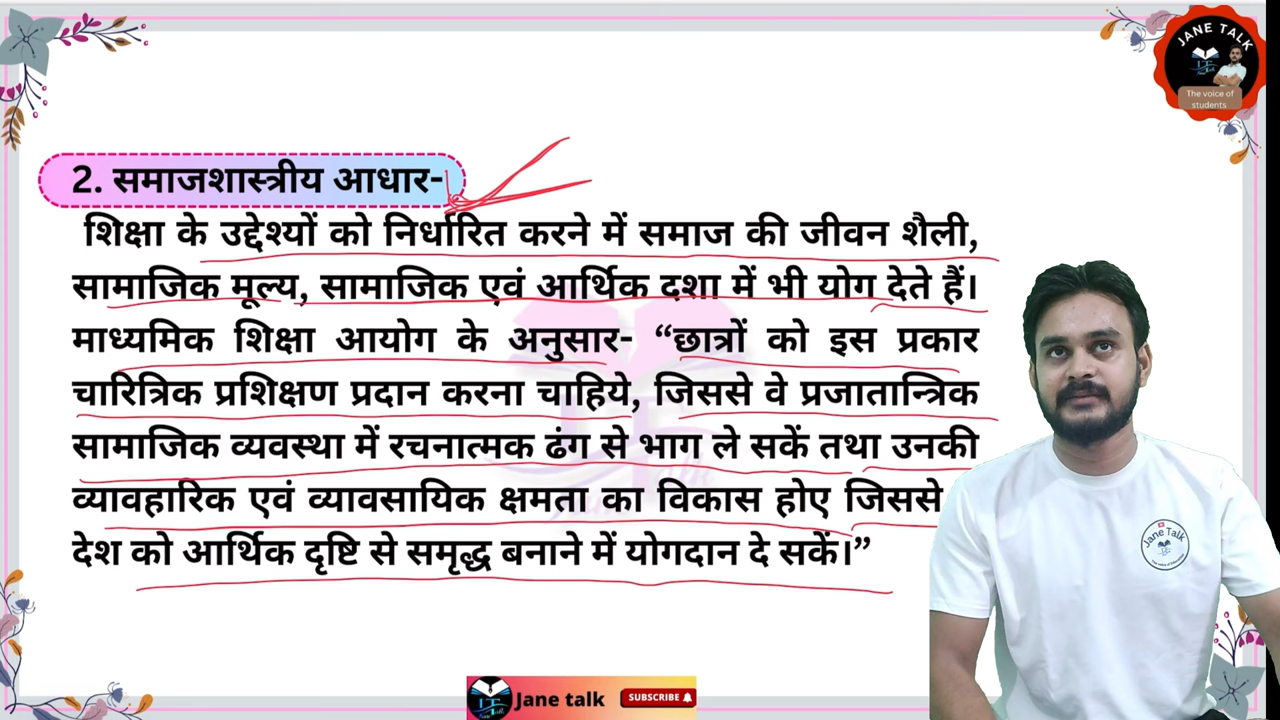 JANE TALK
The voice of
students
2. समाजशास्त्रीय आधार-
शिक्षा के उद्देश्यों को निर्धारित करने में समाज की जीवन शैली,
सामाजिक मूल्य, सामाजिक एवं आर्थिक दशा में भी योग देते हैं।
माध्यमिक शिक्षा आयोग के अनुसार- “छात्रों को इस प्रकार
चारित्रिक प्रशिक्षण प्रदान करना चाहिये, जिससे वे प्रजातान्त्रिक
सामाजिक व्यवस्था में रचनात्मक ढंग से भाग ले सकें तथा उनकी
व्यावहारिक एवं व्यावसायिक क्षमता का विकास होए जिससे
देश को आर्थिक दृष्टि से समृद्ध बनाने में योगदान दे सकें।”
Jane Talk
Jane talk
SUBSCRIBE